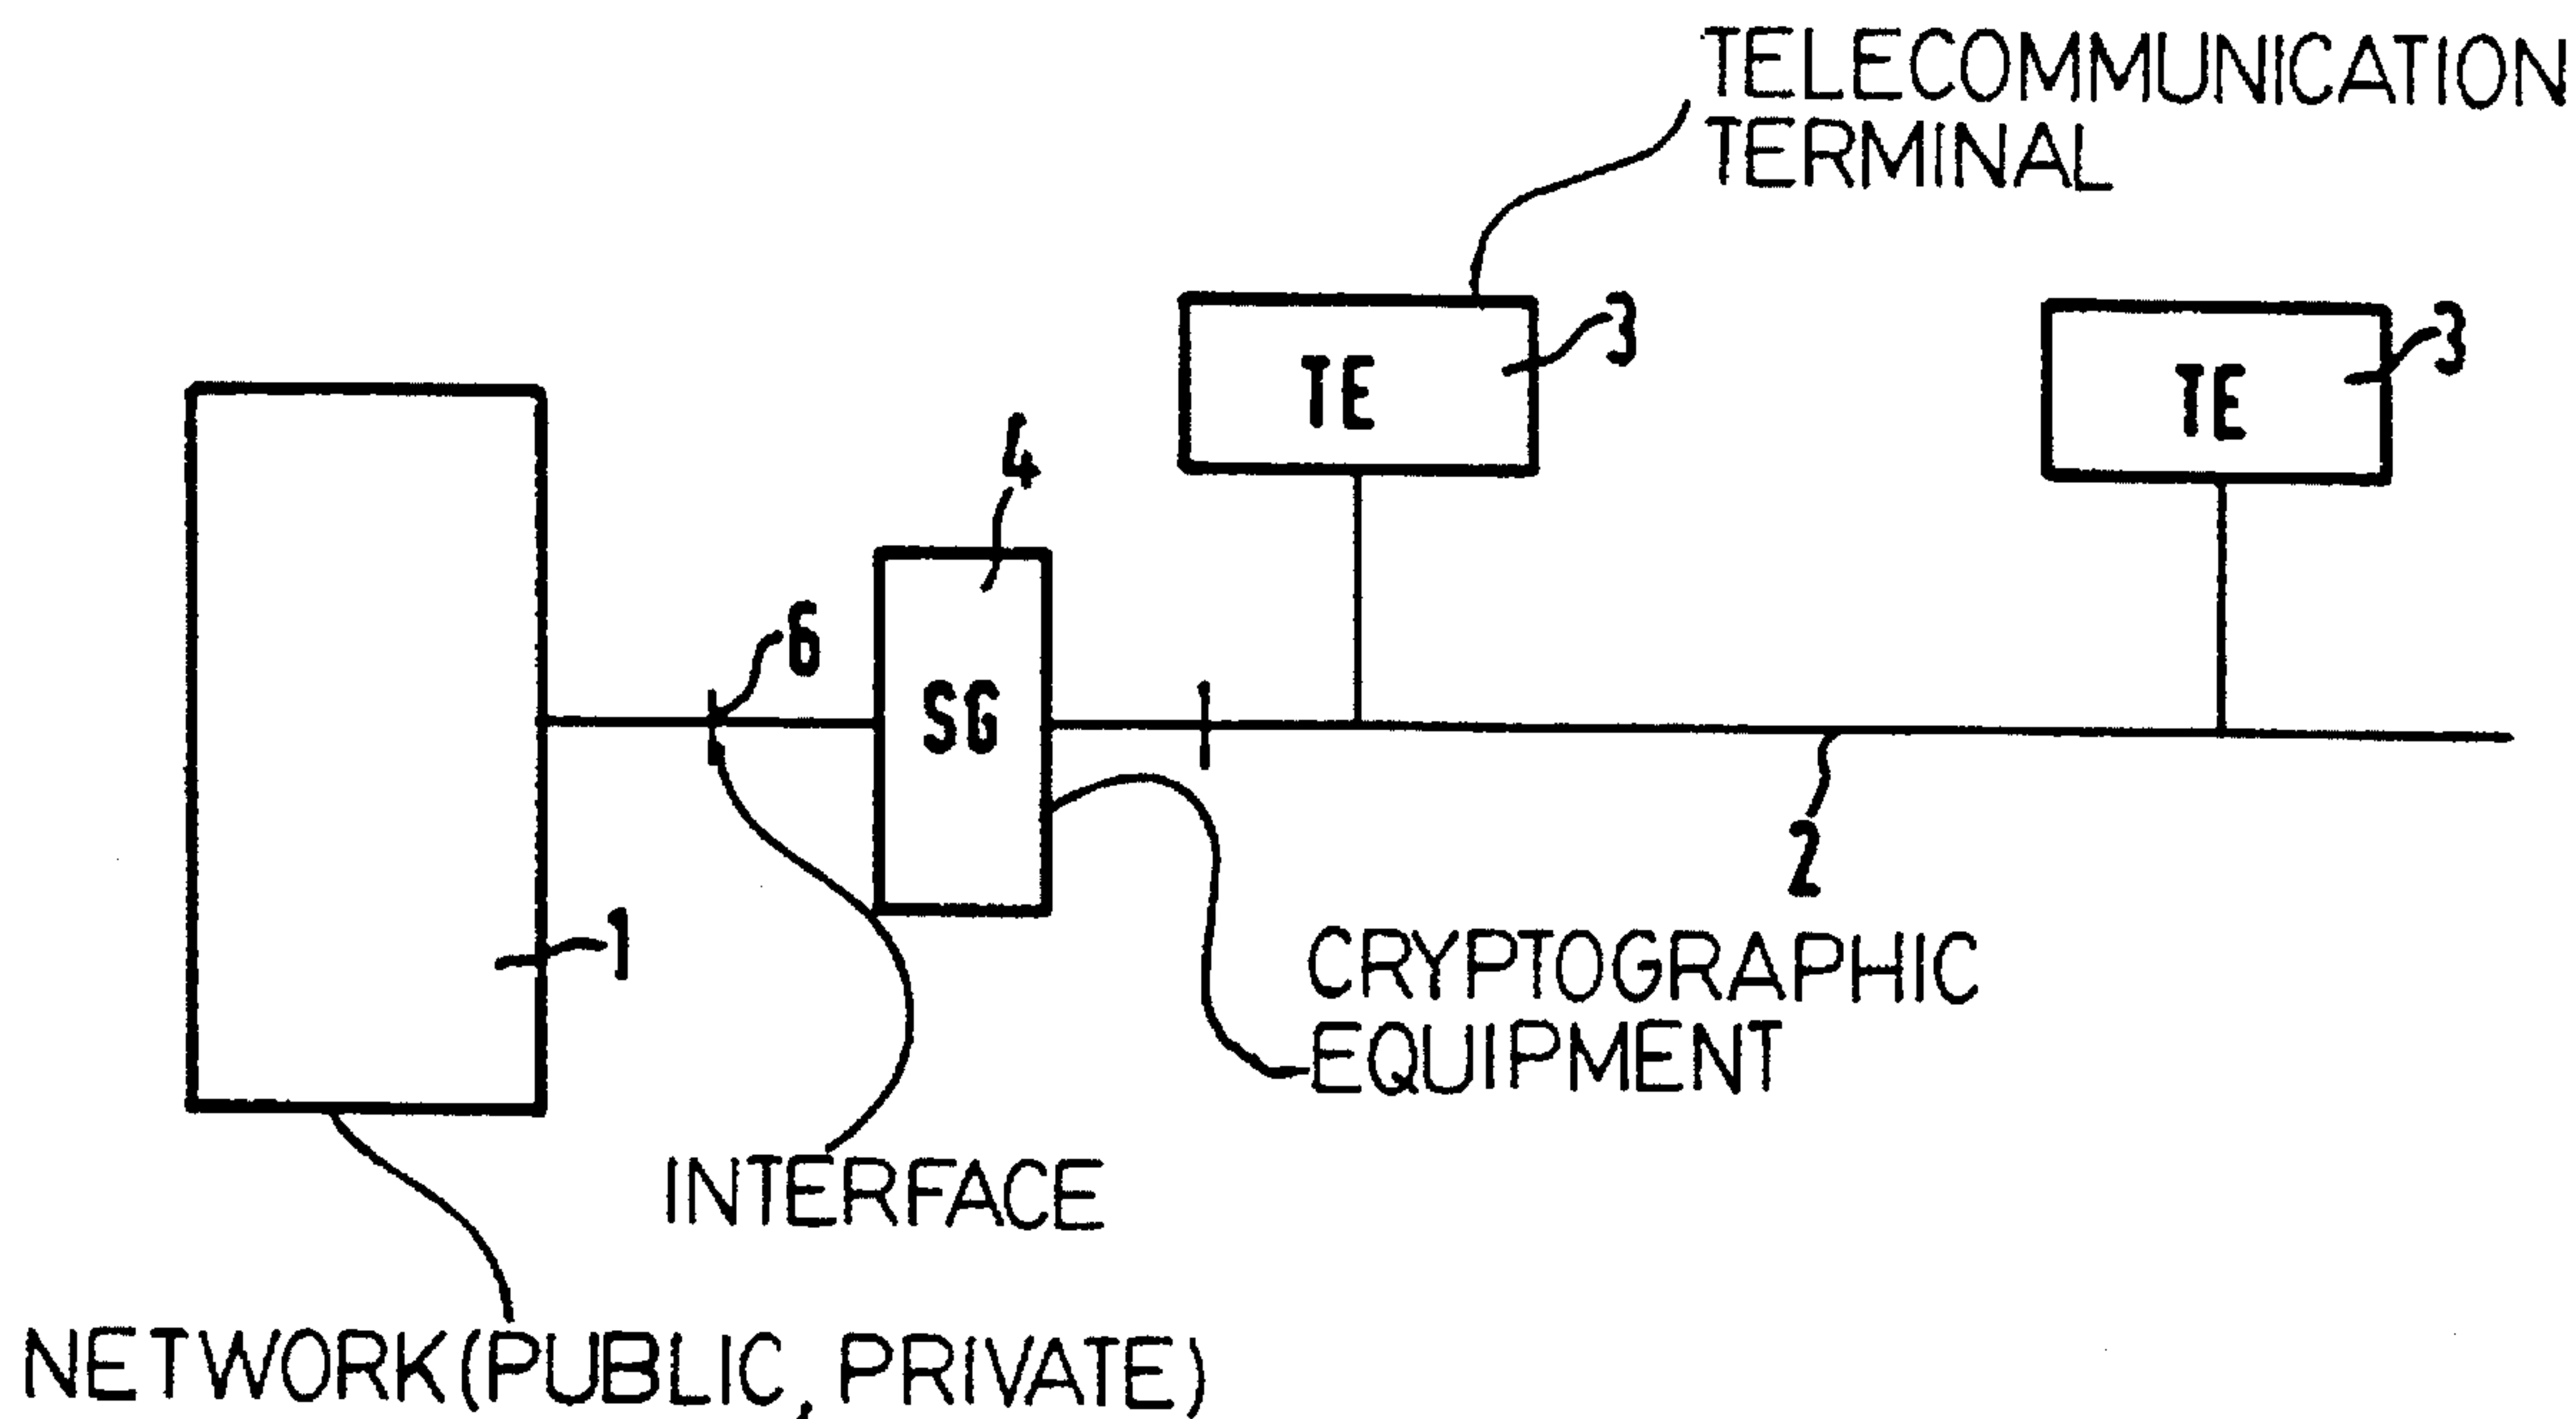 TELECOMMUNICATION
TERMINAL
TE
3
TE
3
4
6
SG
2
1
CRYPTOGRAPHIC
EQUIPMENT
INTERFACE
NETWORK(PUBLIC, PRIVATE)